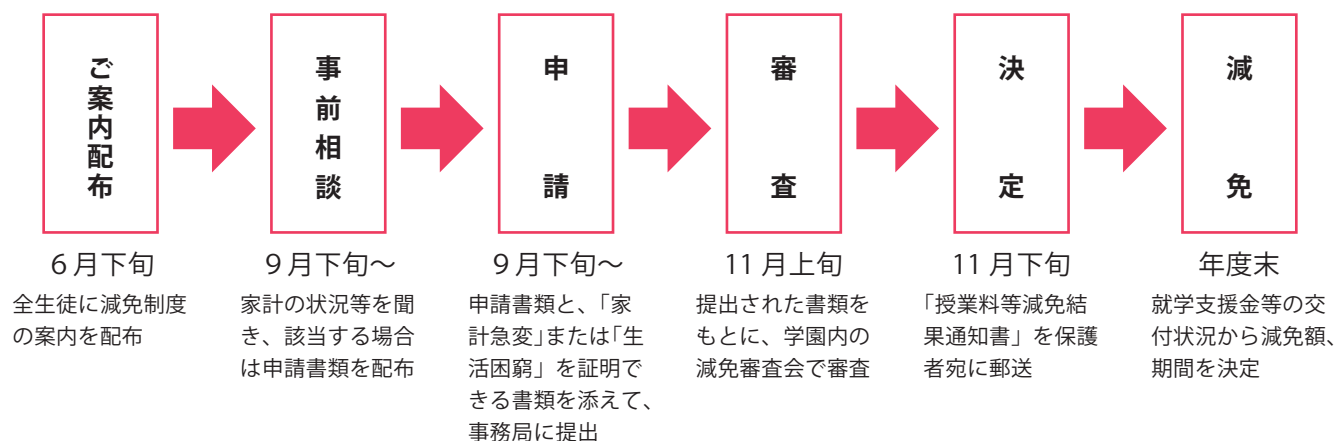 ご案内配布
6月下旬
全生徒に減免制度
の案内を配布
事前相談
9月下旬～
家計の状況等を聞
き、該当する場合
は申請書類を配布
申請
9月下旬～
申請書類と、「家
計急変」または「生
活困窮」を証明で
きる書類を添えて、
事務局に提出
審査
11月上旬
提出された書類を
もとに、学園内の
減免審査会で審査
決定
11月下旬
「授業料等減免結
果通知書」を保護
者宛に郵送
減免
年度末
就学支援金等の交
付状況から減免額、
期間を決定